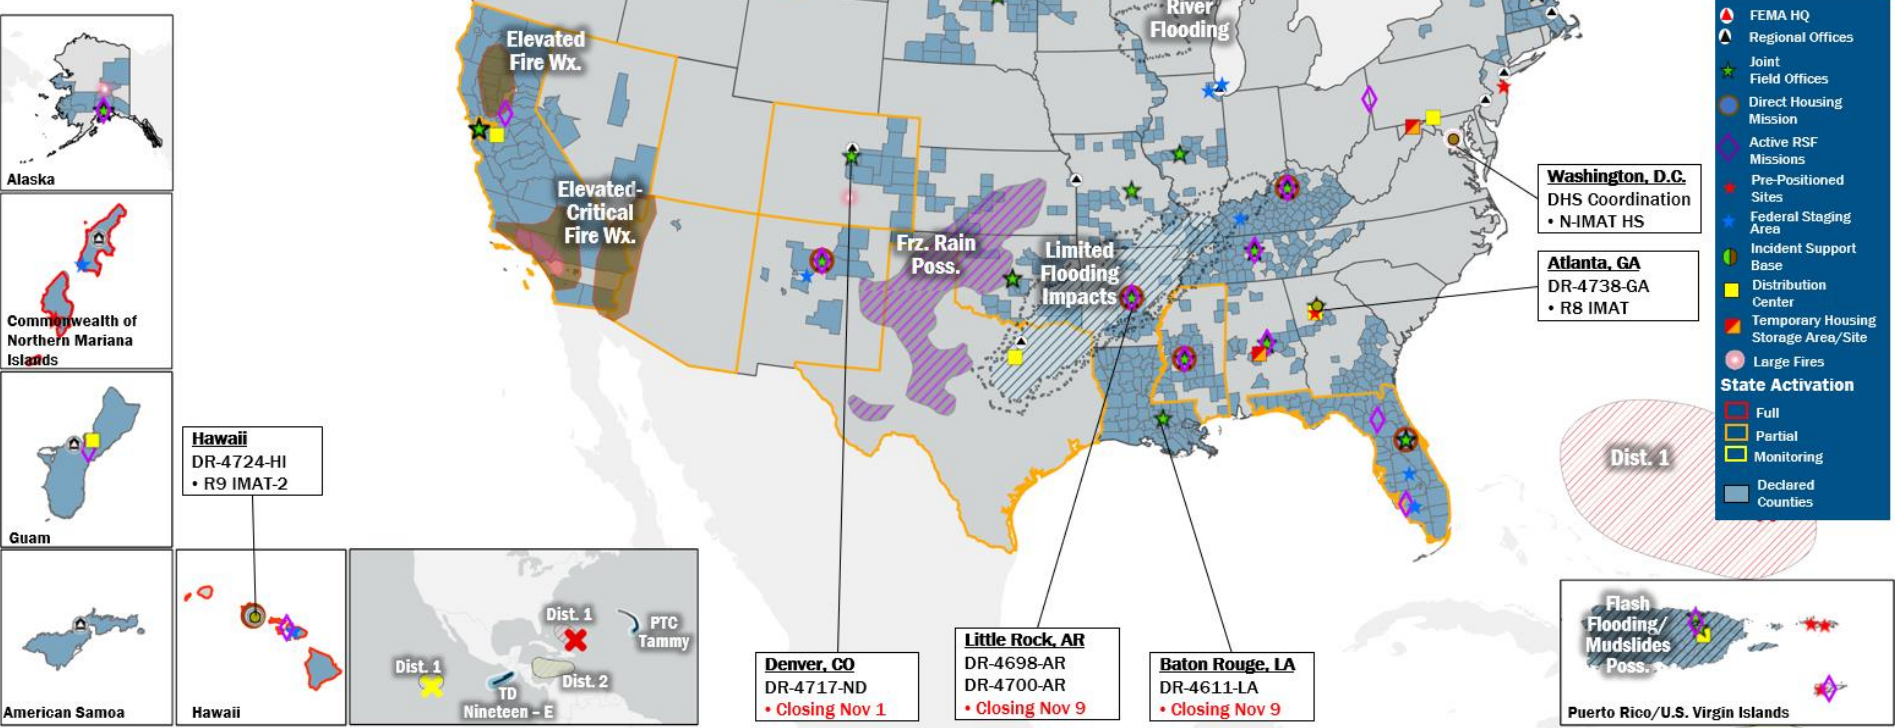 River
Flooding
Elevated
Fire Wx.
Elevated-
Critical
Fire Wx.
Frz. Rain
Poss.
Limited
Flooding
Impacts
Dist. 1
Alaska
Commonwealth of
Northern Mariana
Islands
Guam
American Samoa
Hawaii
DR-4724-HI
• R9 IMAT-2
Hawaii
Dist. 1
PTC
Tammy
Dist. 1
Dist. 2
TD
Nineteen – E
Denver, CO
DR-4717-ND
• Closing Nov 1
Little Rock, AR
DR-4698-AR
DR-4700-AR
• Closing Nov 9
Baton Rouge, LA
DR-4611-LA
• Closing Nov 9
Washington, D.C.
DHS Coordination
• N-IMAT HS
Atlanta, GA
DR-4738-GA
• R8 IMAT
Flash
Flooding/
Mudslides
Poss.
Puerto Rico/U.S. Virgin Islands
FEMA HQ
Regional Offices
Joint
Field Offices
Direct Housing
Mission
Active RSF
Missions
Pre-Positioned
Sites
Federal Staging
Area
Incident Support
Base
Distribution
Center
Temporary Housing
Storage Area/Site
Large Fires
State Activation
Full
Partial
Monitoring
Declared
Counties